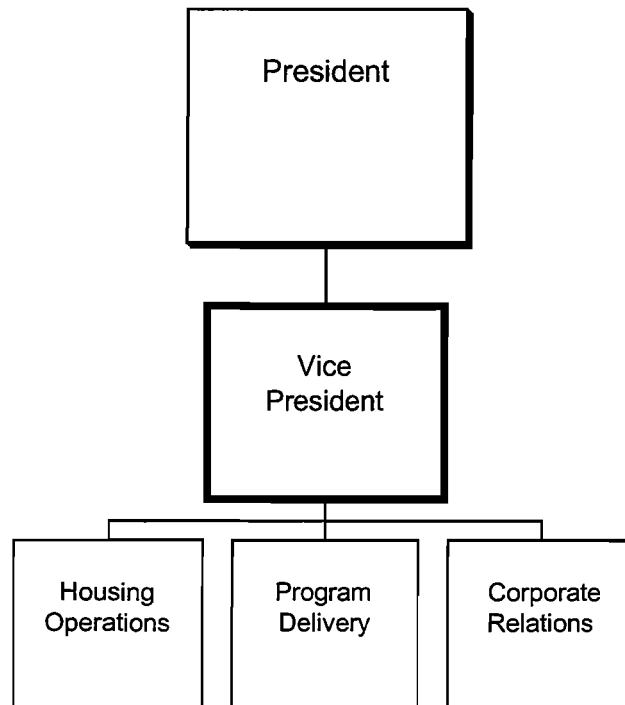 President
Vice
President
Housing
Operations
Program
Delivery
Corporate
Relations